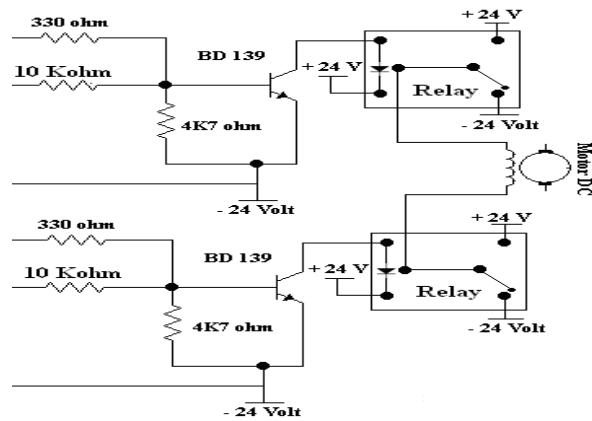 330 ohm
+ 24 V
10 Kohm
BD 139
+ 24 V
Relay
4K7 ohm
- 24 Volt
- 24 Volt
Motor DC
330 ohm
+ 24 V
10 Kohm
BD 139
+ 24 V
Relay
4K7 ohm
- 24 Volt
- 24 Volt